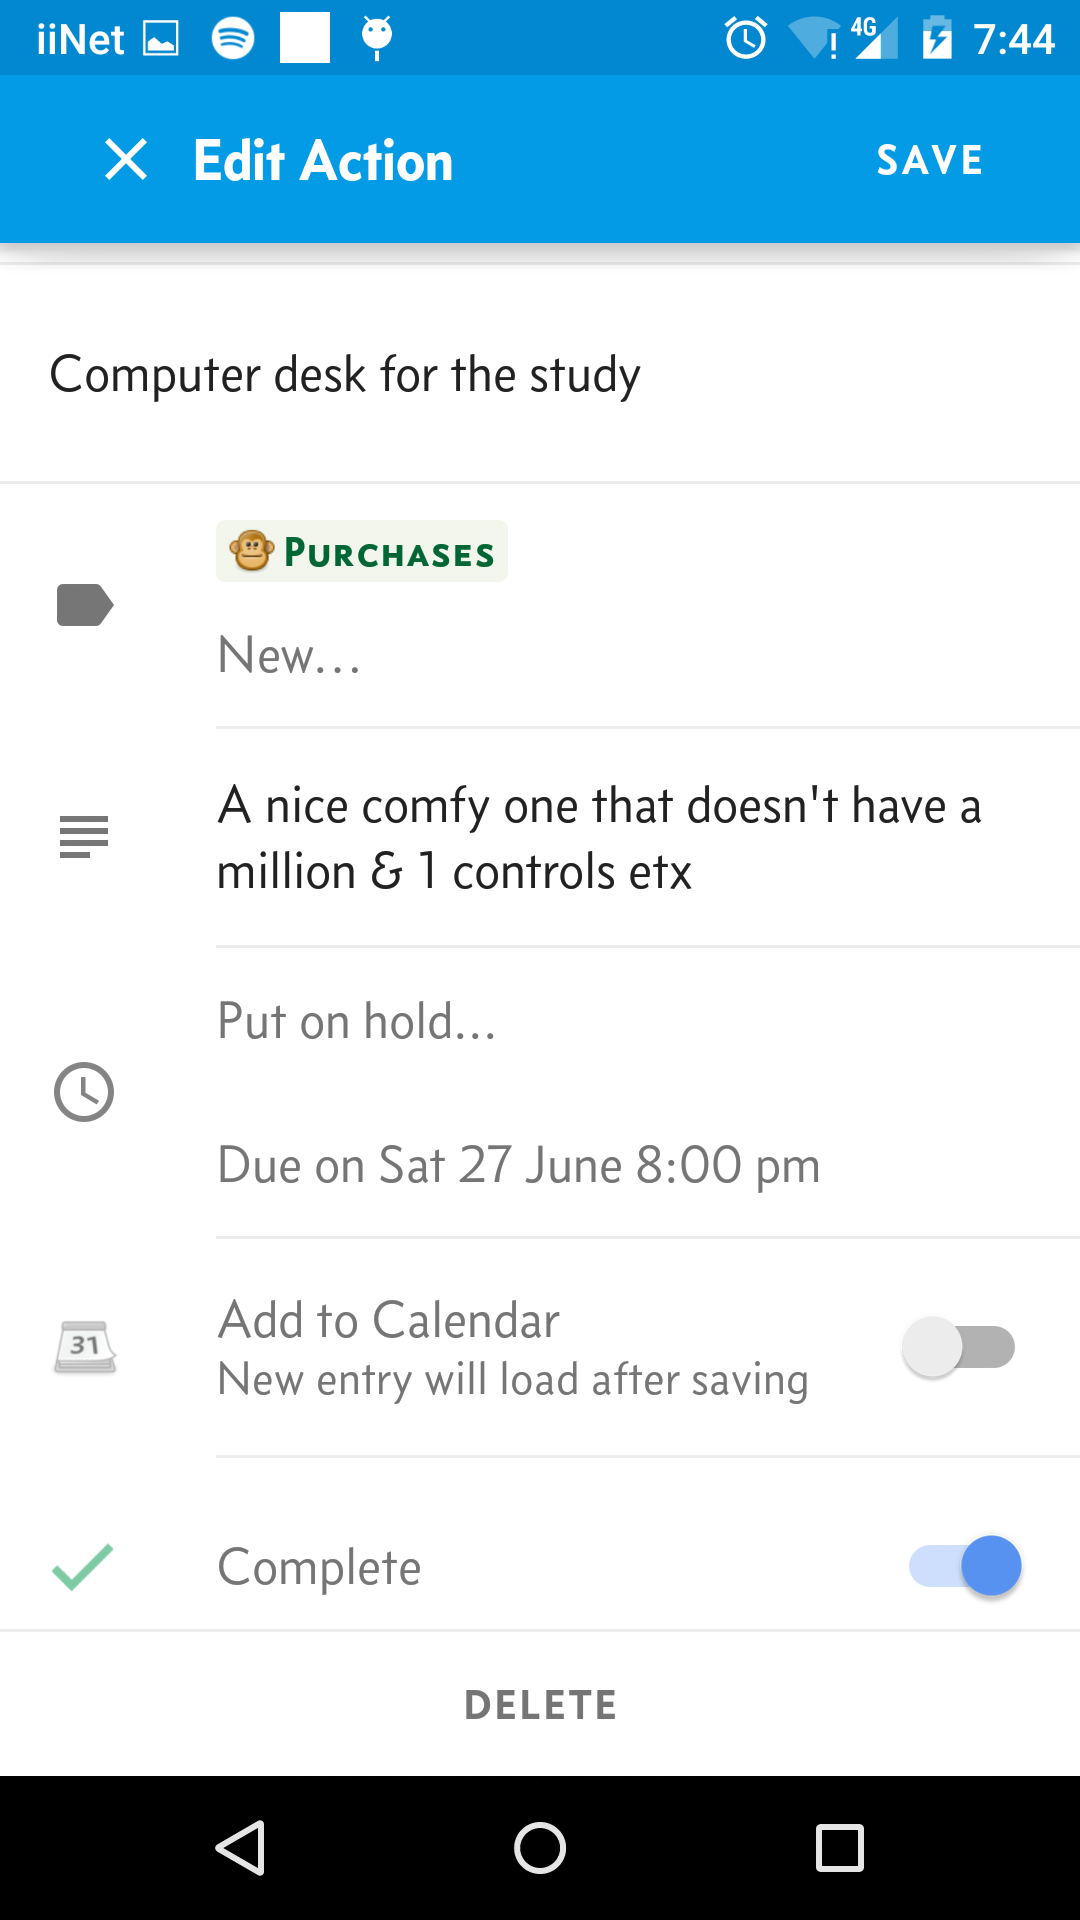 iiNet 4G 7:44
Edit Action SAVE
Computer desk for the study
PURCHASES
New...
A nice comfy one that doesn't have a
million & 1 controls etx
Put on hold...
Due on Sat 27 June 8:00 pm
31 Add to Calendar
New entry will load after saving
Complete
DELETE